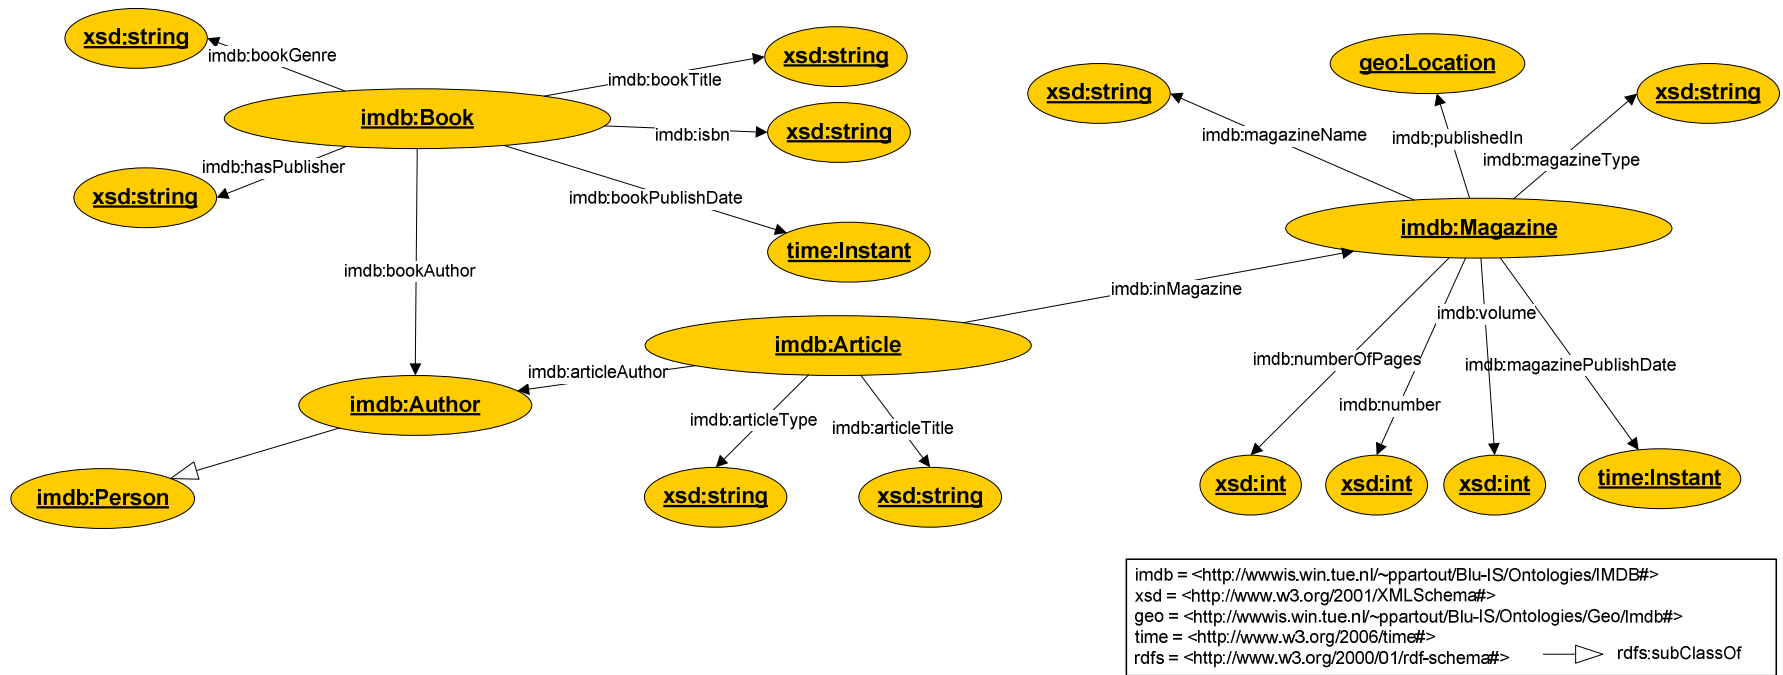 xsd:string
imdb:bookGenre
xsd:string
imdb:bookTitle
imdb:Book
xsd:string
imdb:isbn
imdb:hasPublisher
xsd:string
imdb:bookPublishDate
time:Instant
imdb:bookAuthor
geo:Location
xsd:string
xsd:string
imdb:magazineName
imdb:publishedIn
imdb:magazineType
imdb:Magazine
imdb:inMagazine
imdb:Article
imdb:articleAuthor
imdb:Author
imdb:articleType
imdb:articleTitle
imdb:Person
xsd:string
xsd:string
imdb:volume
imdb:numberOfPages
imdb:magazinePublishDate
imdb:number
xsd:int
xsd:int
xsd:int
time:Instant
imdb = <http://wwwis.win.tue.nl/~ppartout/Blu-IS/Ontologies/IMDB#>
xsd = <http://www.w3.org/2001/XMLSchema#>
geo = <http://wwwis.win.tue.nl/~ppartout/Blu-IS/Ontologies/Geo/Imdb#>
time = <http://www.w3.org/2006/time#>
rdfs = <http://www.w3.org/2000/01/rdf-schema#>
rdfs:subClassOf